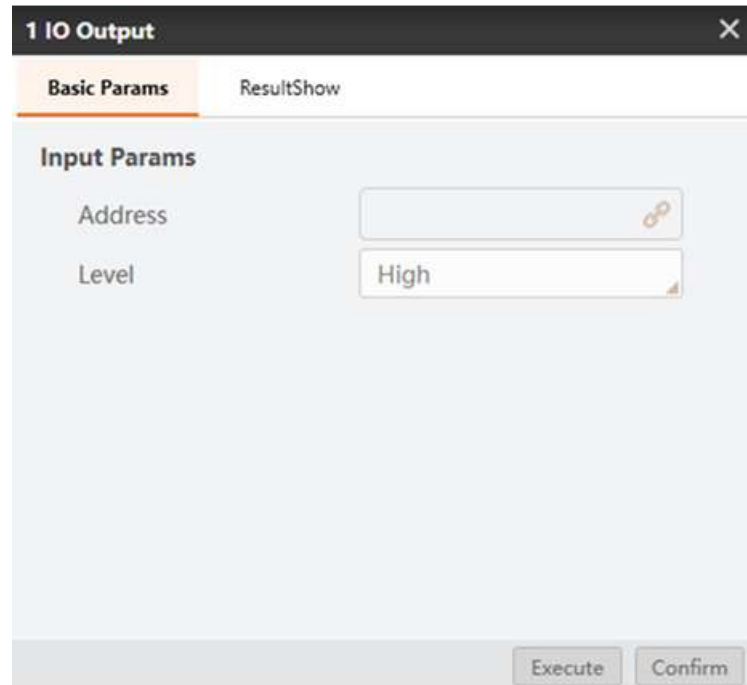 1 IO Output
Basic Params ResultShow
Input Params
Address
Level High
Execute Confirm